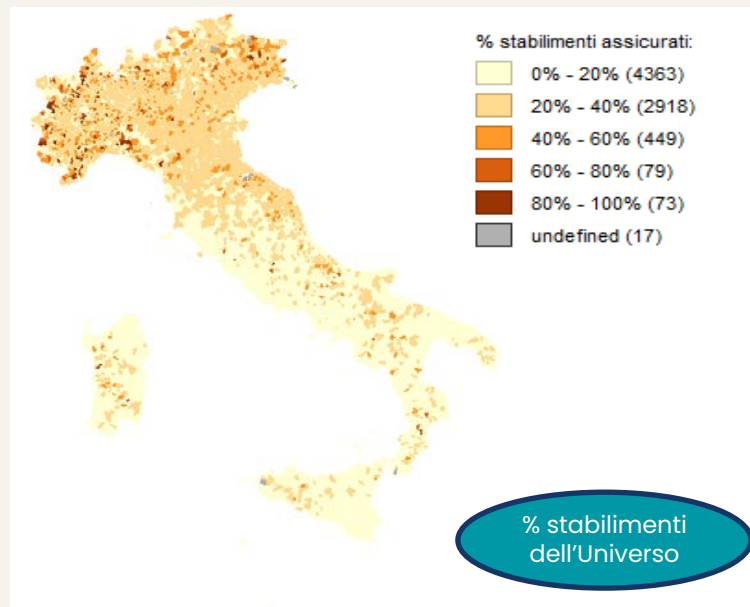 % stabilimenti assicurati:
0% - 20% (4363)
20% - 40% (2918)
40% - 60% (449)
60% - 80% (79)
80% - 100% (73)
undefined (17)
% stabilimenti
dell'Universo